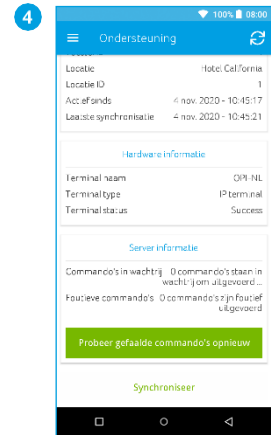 4
100% 08:00
Ondersteuning
Locatie Hotel California
Locatie ID 1
Actief sinds 4 nov. 2020 - 10:45:17
Laatste synchronisatie 4 nov. 2020 - 10:45:21
Hardware informatie
Terminal naam OPI-NL
Terminal type IP terminal
Terminal status Success
Server informatie
Commando's in wachtrij 0 commando's staan in
wachtrij om uitgevoerd ...
Foutieve commando's 0 commando's zijn foutief
uitgevoerd
Probeer gefaalde commando's opnieuw
Synchroniseer